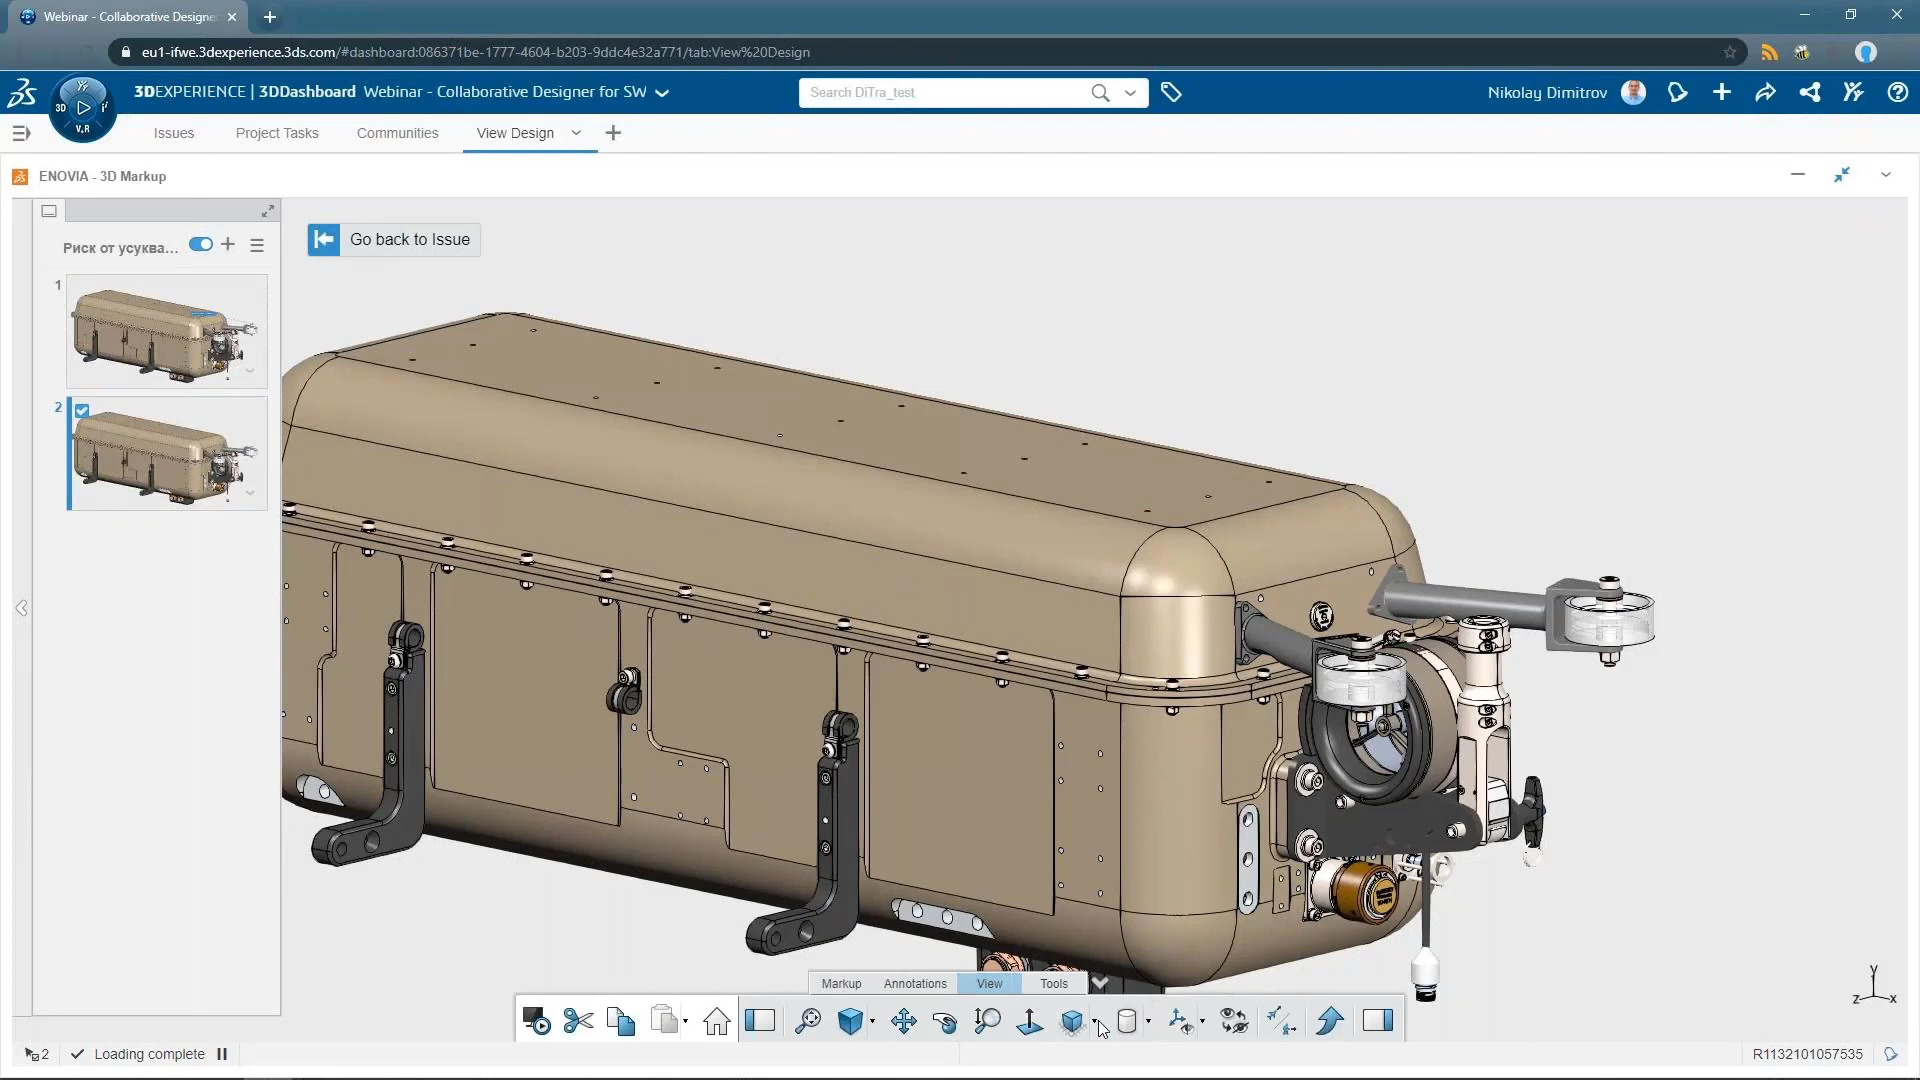 Webinar - Collaborative Designe
eu1-ifwe.3dexperience.3ds.com/#dashboard:086371be-1777-4604-b203-9ddc4e32a771/tab:View%20Design
3D
V.R
3DEXPERIENCE | 3DDashboard Webinar - Collaborative Designer for SW
Search DiTra_test
Nikolay Dimitrov
Issues
Project Tasks
Communities
View Design
ENOVIA - 3D Markup
Риск от усуква...
Go back to Issue
1
2
Markup
Annotations
View
Tools
Y
Z
X
2
Loading complete
R1132101057535